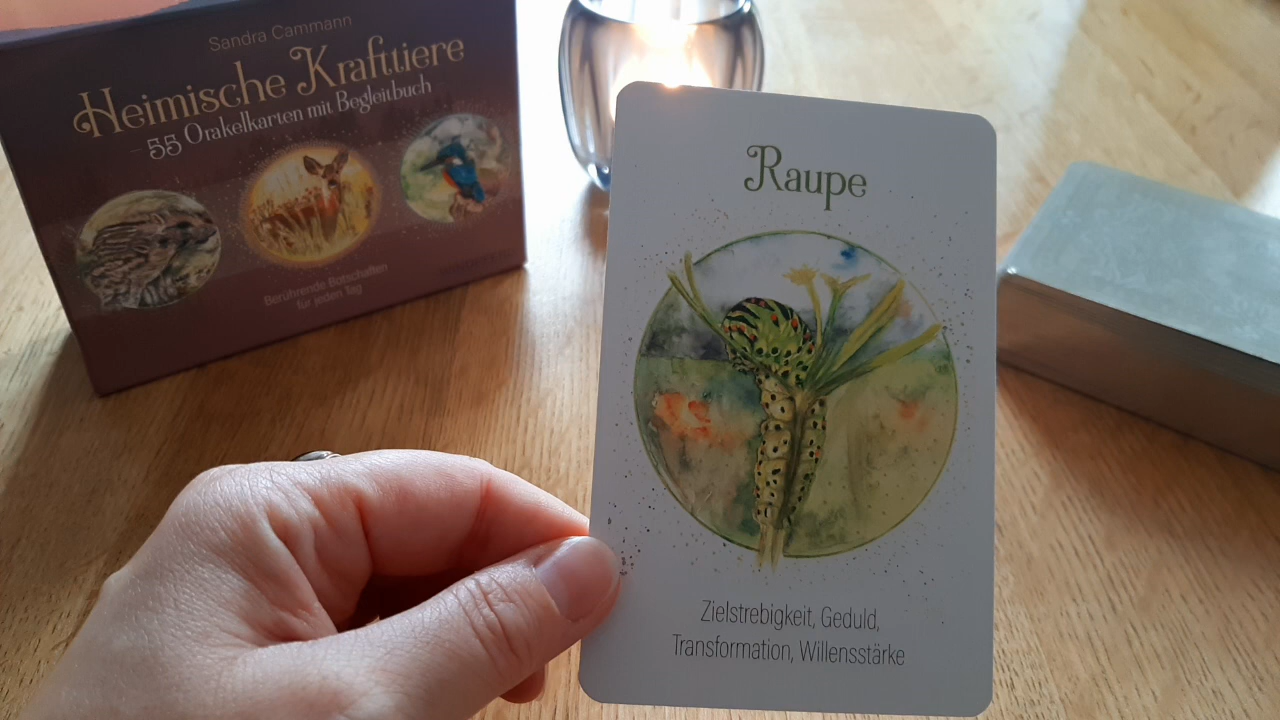 Sandra Cammann
Heimische Krafttiere
55 Orakelkarten mit Begleitbuch
Berührende Botschaften
für jeden Tag
Raupe
Zielstrebigkeit, Geduld,
Transformation, Willensstärke